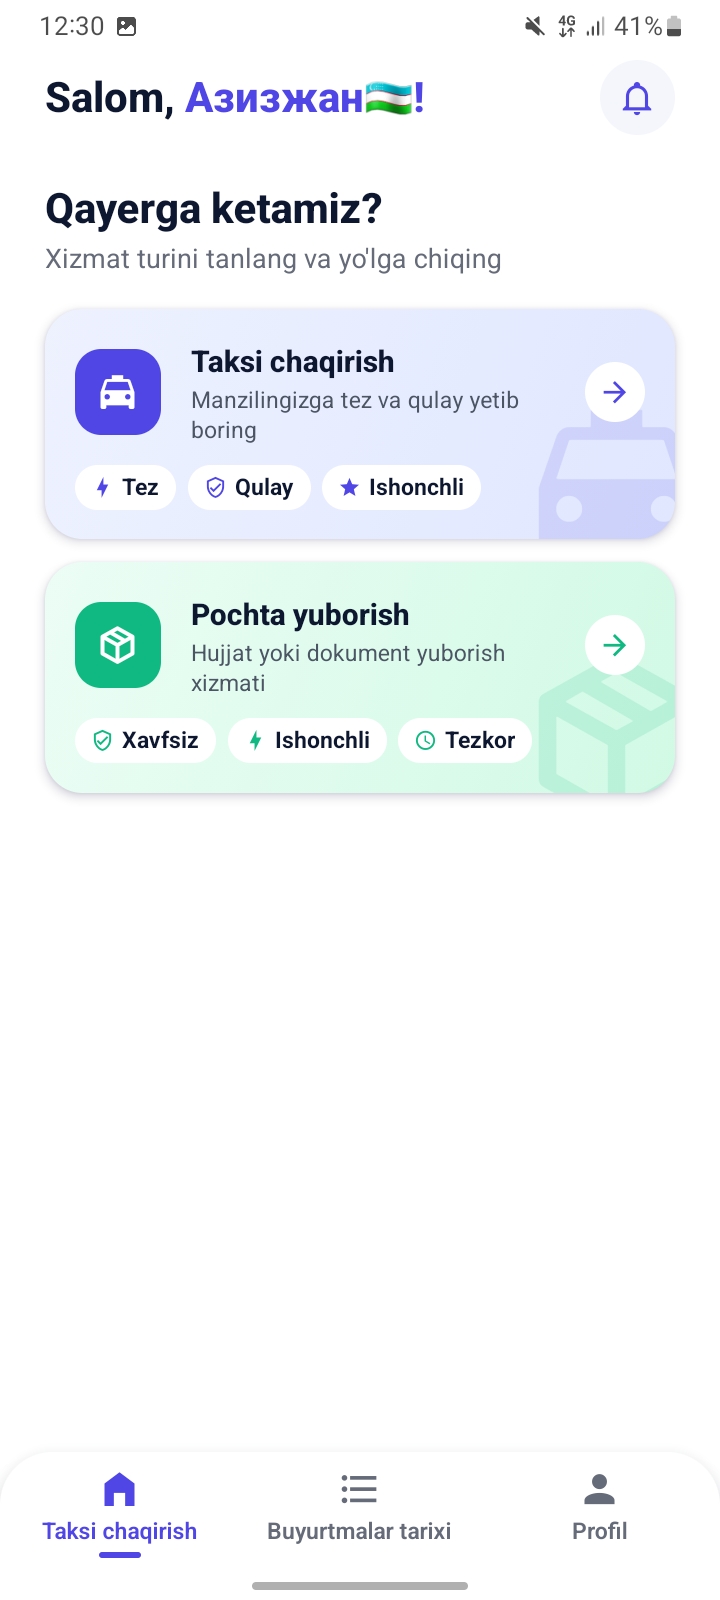 12:30
4G 41%
Salom, Азизжан🇺🇿!
Qayerga ketamiz?
Xizmat turini tanlang va yo'lga chiqing
Taksi chaqirish
Manzilingizga tez va qulay yetib
boring
Tez Qulay Ishonchli
Pochta yuborish
Hujjat yoki dokument yuborish
xizmati
Xavfsiz Ishonchli Tezkor
Taksi chaqirish Buyurtmalar tarixi Profil